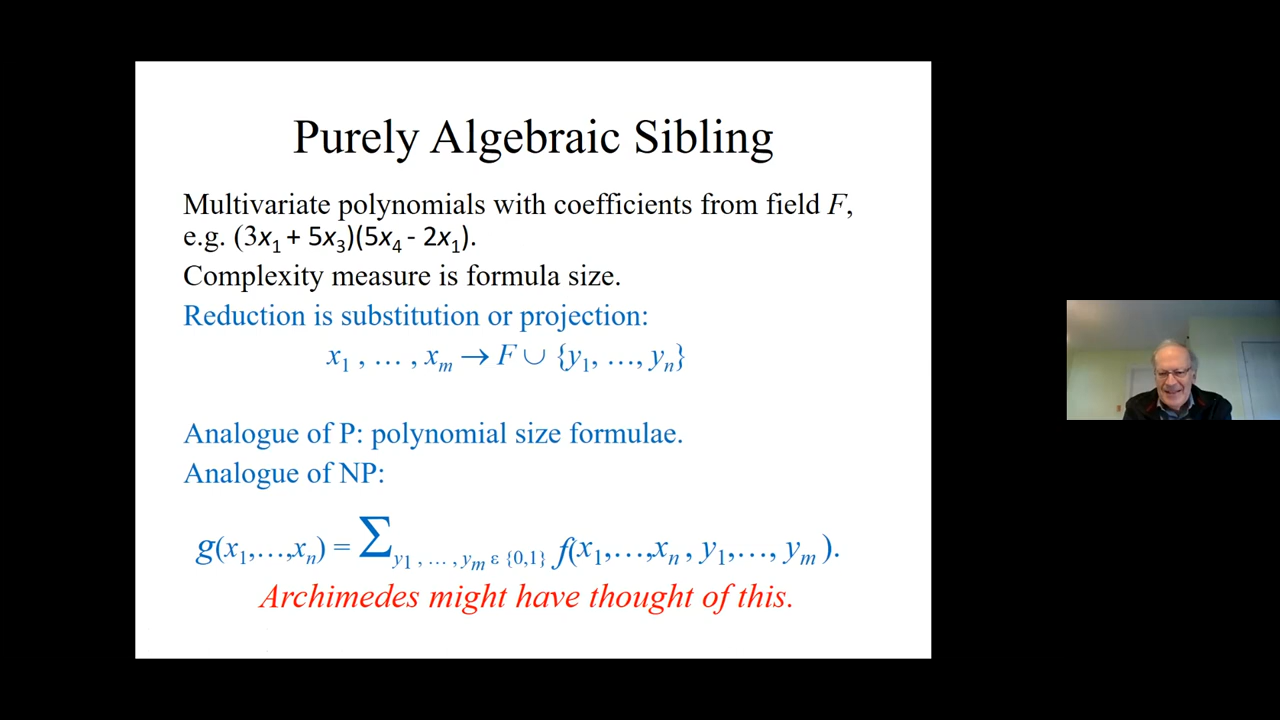 Purely Algebraic Sibling
Multivariate polynomials with coefficients from field F,
e.g. (3x₁ + 5x₃)(5x₄ - 2x₁).
Complexity measure is formula size.
Reduction is substitution or projection:
x₁ , … , xₘ → F ∪ {y₁, …, yₙ}
Analogue of P: polynomial size formulae.
Analogue of NP:
g(x₁,…,xₙ) = ∑y₁ , … , yₘ ε {0,1} f(x₁,…,xₙ , y₁,…, yₘ ).
Archimedes might have thought of this.